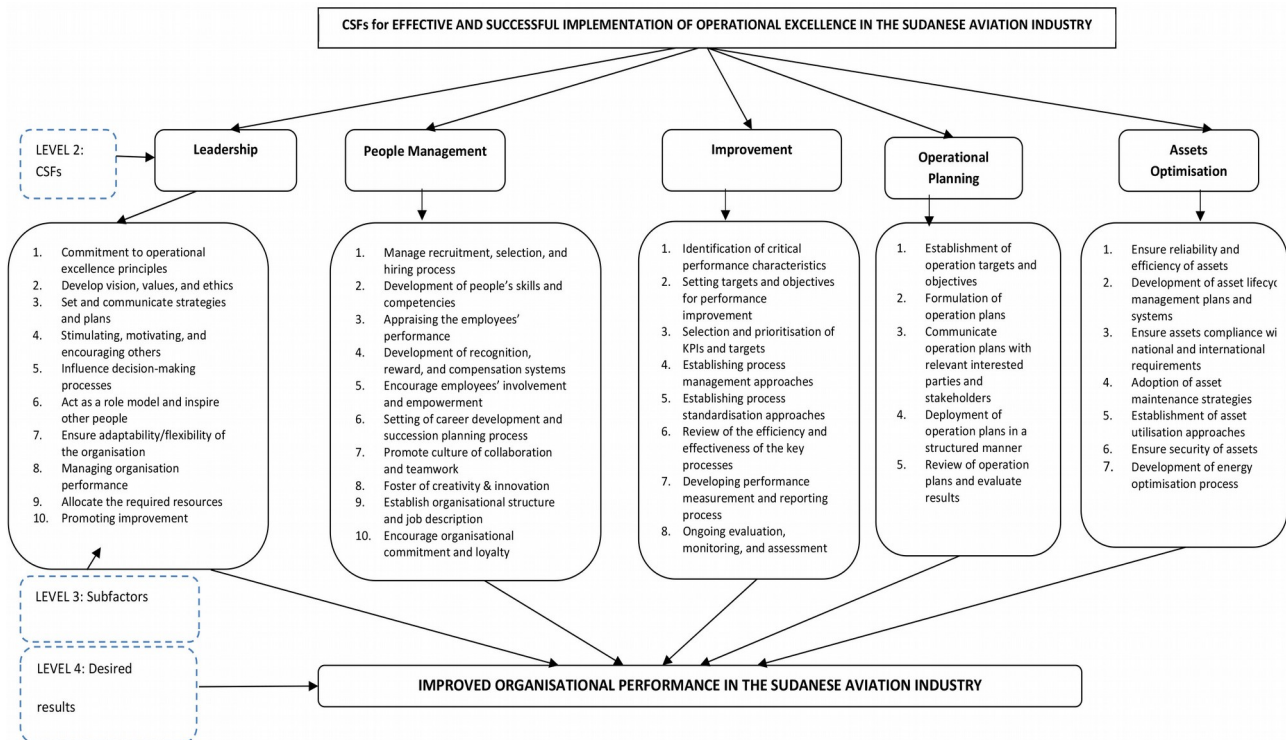 CSFs for EFFECTIVE AND SUCCESSFUL IMPLEMENTATION OF OPERATIONAL EXCELLENCE IN THE SUDANESE AVIATION INDUSTRY
LEVEL 2:
CSFs
Leadership
People Management
Improvement
Operational
Planning
Assets
Optimisation
1. Commitment to operational
excellence principles
2. Develop vision, values, and ethics
3. Set and communicate strategies
and plans
4. Stimulating, motivating, and
encouraging others
5. Influence decision-making
processes
6. Act as a role model and inspire
other people
7. Ensure adaptability/flexibility of
the organisation
8. Managing organisation
performance
9. Allocate the required resources
10. Promoting improvement
1. Manage recruitment, selection, and
hiring process
2. Development of people's skills and
competencies
3. Appraising the employees'
performance
4. Development of recognition,
reward, and compensation systems
5. Encourage employees' involvement
and empowerment
6. Setting of career development and
succession planning process
7. Promote culture of collaboration
and teamwork
8. Foster of creativity & innovation
9. Establish organisational structure
and job description
10. Encourage organisational
commitment and loyalty
1. Identification of critical
performance characteristics
2. Setting targets and objectives
for performance
improvement
3. Selection and prioritisation of
KPIs and targets
4. Establishing process
management approaches
5. Establishing process
standardisation approaches
6. Review of the efficiency and
effectiveness of the key
processes
7. Developing performance
measurement and reporting
process
8. Ongoing evaluation,
monitoring, and assessment
1. Establishment of
operation targets and
objectives
2. Formulation of
operation plans
3. Communicate
operation plans with
relevant interested
parties and
stakeholders
4. Deployment of
operation plans in a
structured manner
5. Review of operation
plans and evaluate
results
1. Ensure reliability and
efficiency of assets
2. Development of asset lifecyc
management plans and
systems
3. Ensure assets compliance wi
national and international
requirements
4. Adoption of asset
maintenance strategies
5. Establishment of asset
utilisation approaches
6. Ensure security of assets
7. Development of energy
optimisation process
LEVEL 3: Subfactors
LEVEL 4: Desired
results
IMPROVED ORGANISATIONAL PERFORMANCE IN THE SUDANESE AVIATION INDUSTRY